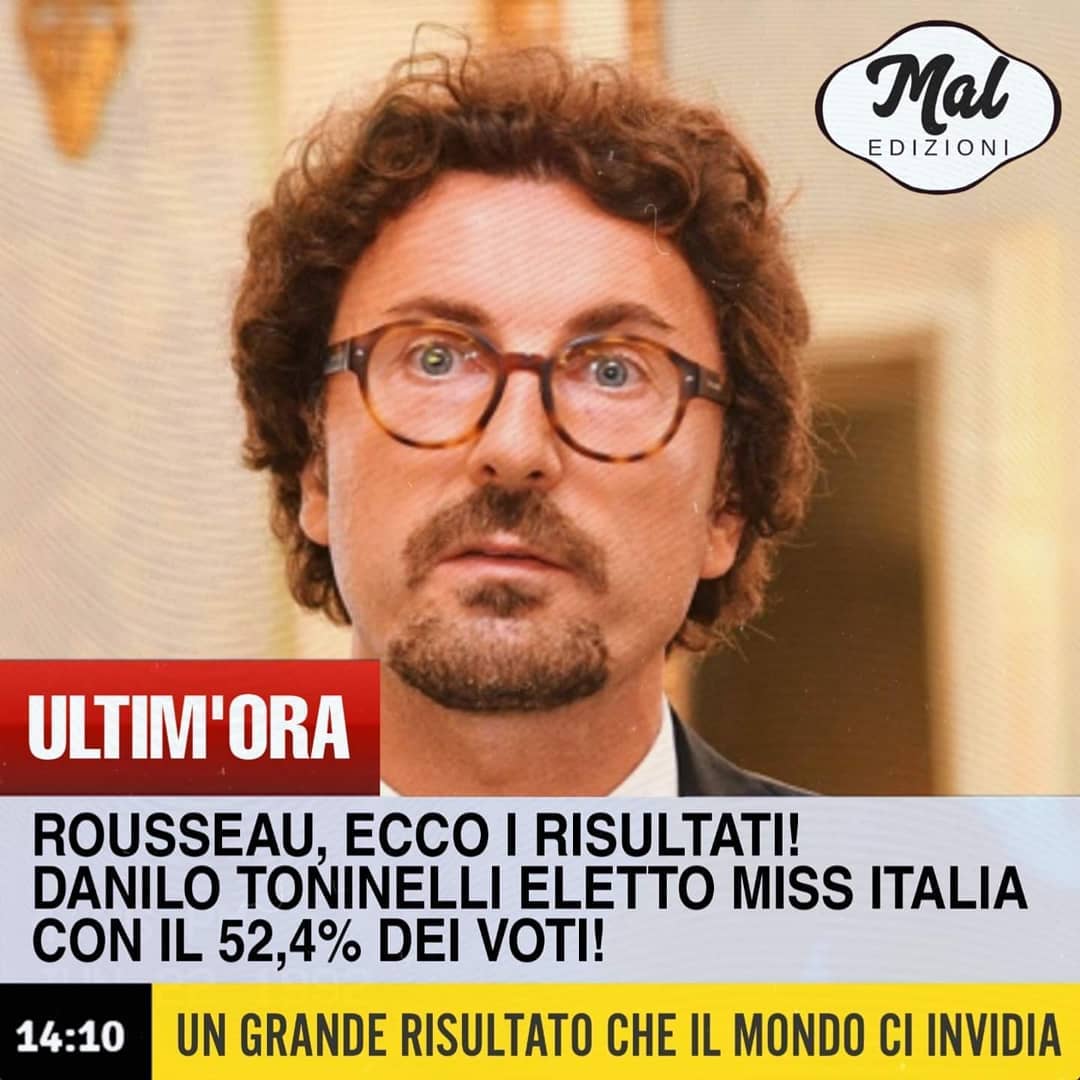 Mal
EDIZIONI
ULTIM'ORA
ROUSSEAU, ECCO I RISULTATI!
DANILO TONINELLI ELETTO MISS ITALIA
CON IL 52,4% DEI VOTI!
14:10 UN GRANDE RISULTATO CHE IL MONDO CI INVIDIA